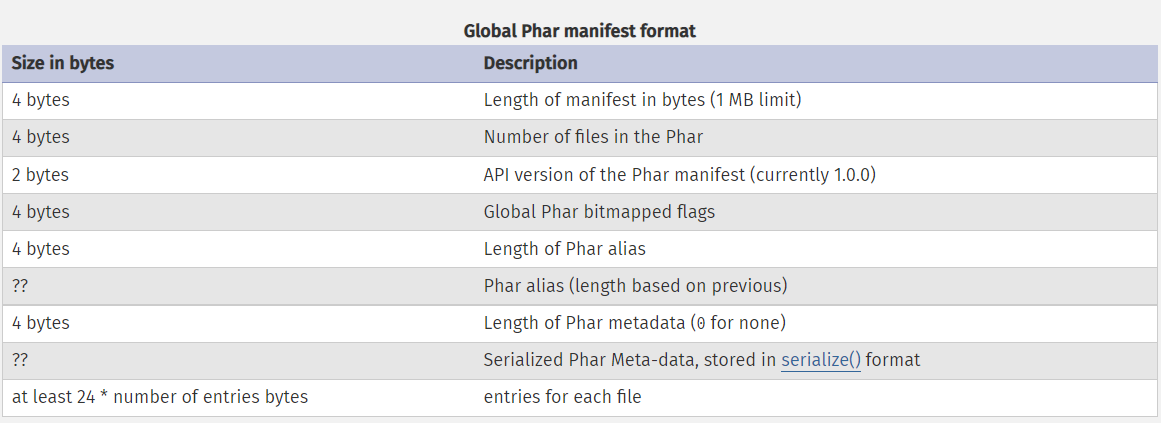 Global Phar manifest format
Size in bytes Description
4 bytes Length of manifest in bytes (1 MB limit)
4 bytes Number of files in the Phar
2 bytes API version of the Phar manifest (currently 1.0.0)
4 bytes Global Phar bitmapped flags
4 bytes Length of Phar alias
?? Phar alias (length based on previous)
4 bytes Length of Phar metadata (0 for none)
?? Serialized Phar Meta-data, stored in serialize() format
at least 24 * number of entries bytes entries for each file